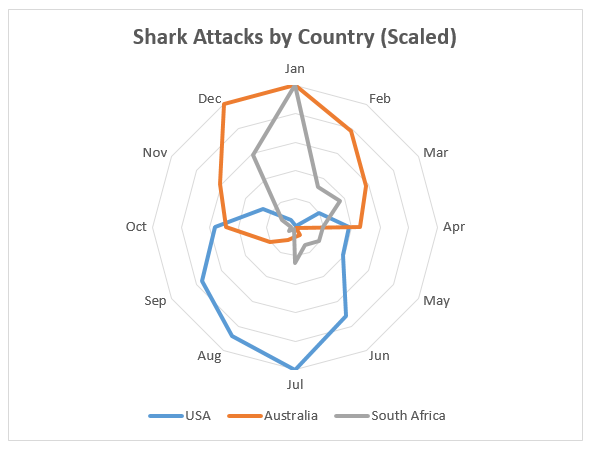 Shark Attacks by Country (Scaled)
Jan
Feb
Mar
Apr
May
Jun
Jul
Aug
Sep
Oct
Nov
Dec
USA Australia South Africa